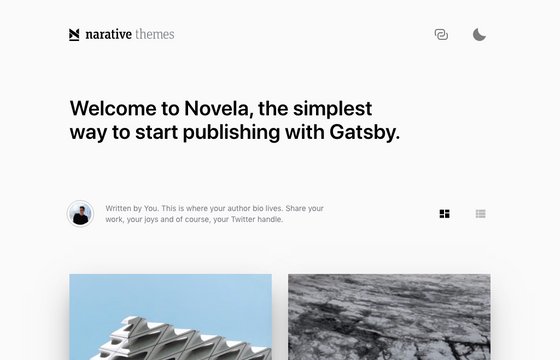 narative themes
Welcome to Novela, the simplest
way to start publishing with Gatsby.
Written by You. This is where your author bio lives. Share your
work, your joys and of course, your Twitter handle.